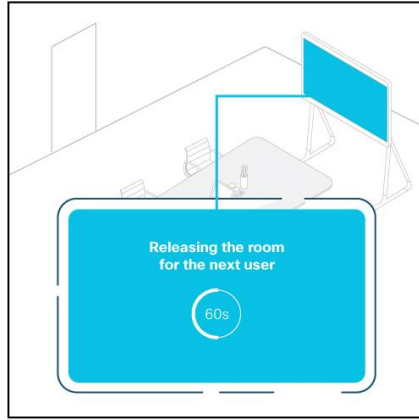 Releasing the room
for the next user
60s